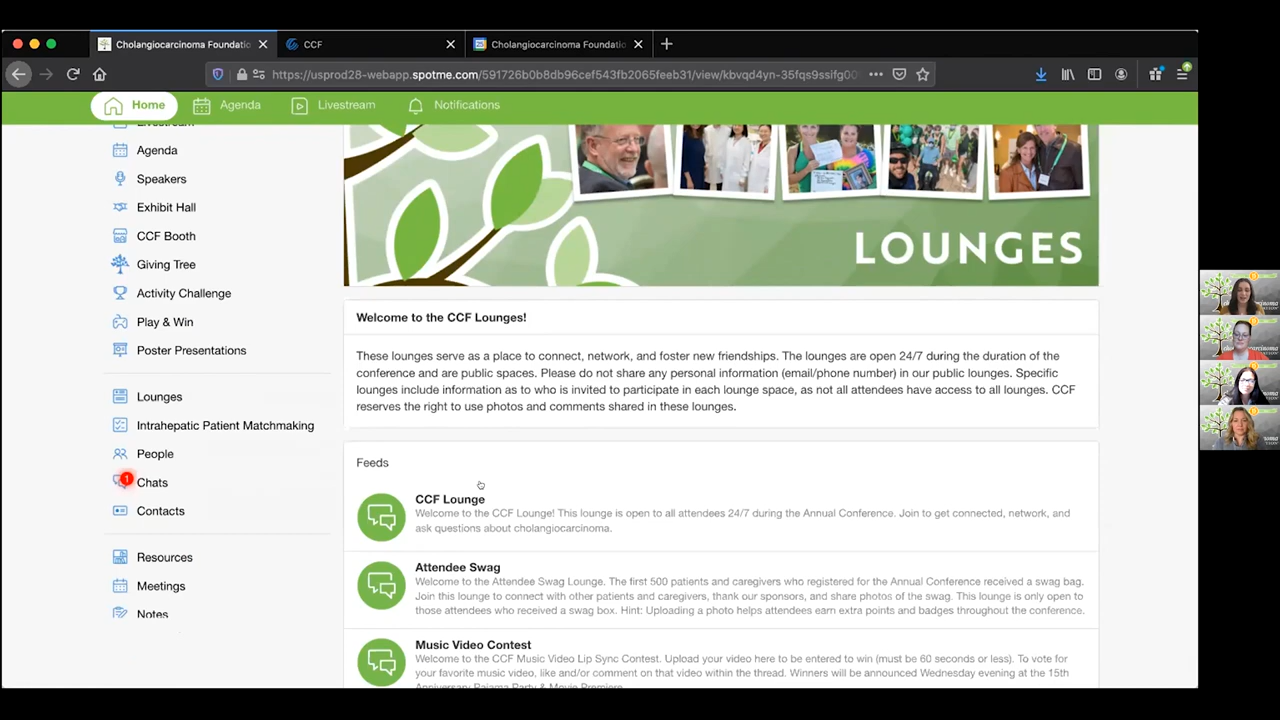 Cholangiocarcinoma Foundatio
CCF
Cholangiocarcinoma Foundation
https://usprod28-webapp.spotme.com/591726b0b8db96cef543fb2065feeb31/view/kbvqd4yn-35fqs9ssifg00
Home
Agenda
Livestream
Notifications
Livestream
Agenda
Speakers
Exhibit Hall
CCF Booth
Giving Tree
Activity Challenge
Play & Win
Poster Presentations
Lounges
Intrahepatic Patient Matchmaking
People
1
Chats
Contacts
Resources
Meetings
Notes
LOUNGES
Welcome to the CCF Lounges!
These lounges serve as a place to connect, network, and foster new friendships. The lounges are open 24/7 during the duration of the
conference and are public spaces. Please do not share any personal information (email/phone number) in our public lounges. Specific
lounges include information as to who is invited to participate in each lounge space, as not all attendees have access to all lounges. CCF
reserves the right to use photos and comments shared in these lounges.
Feeds
CCF Lounge
Welcome to the CCF Lounge! This lounge is open to all attendees 24/7 during the Annual Conference. Join to get connected, network, and
ask questions about cholangiocarcinoma.
Attendee Swag
Welcome to the Attendee Swag Lounge. The first 500 patients and caregivers who registered for the Annual Conference received a swag bag.
Join this lounge to connect with other patients and caregivers, thank our sponsors, and share photos of the swag. This lounge is only open to
those attendees who received a swag box. Hint: Uploading a photo helps attendees earn extra points and badges throughout the conference.
Music Video Contest
Welcome to the CCF Music Video Lip Sync Contest. Upload your video here to be entered to win (must be 60 seconds or less). To vote for
your favorite music video, like and/or comment on that video within the thread. Winners will be announced Wednesday evening at the 15th
Anniversary Pajama Party & Movie Premiere.